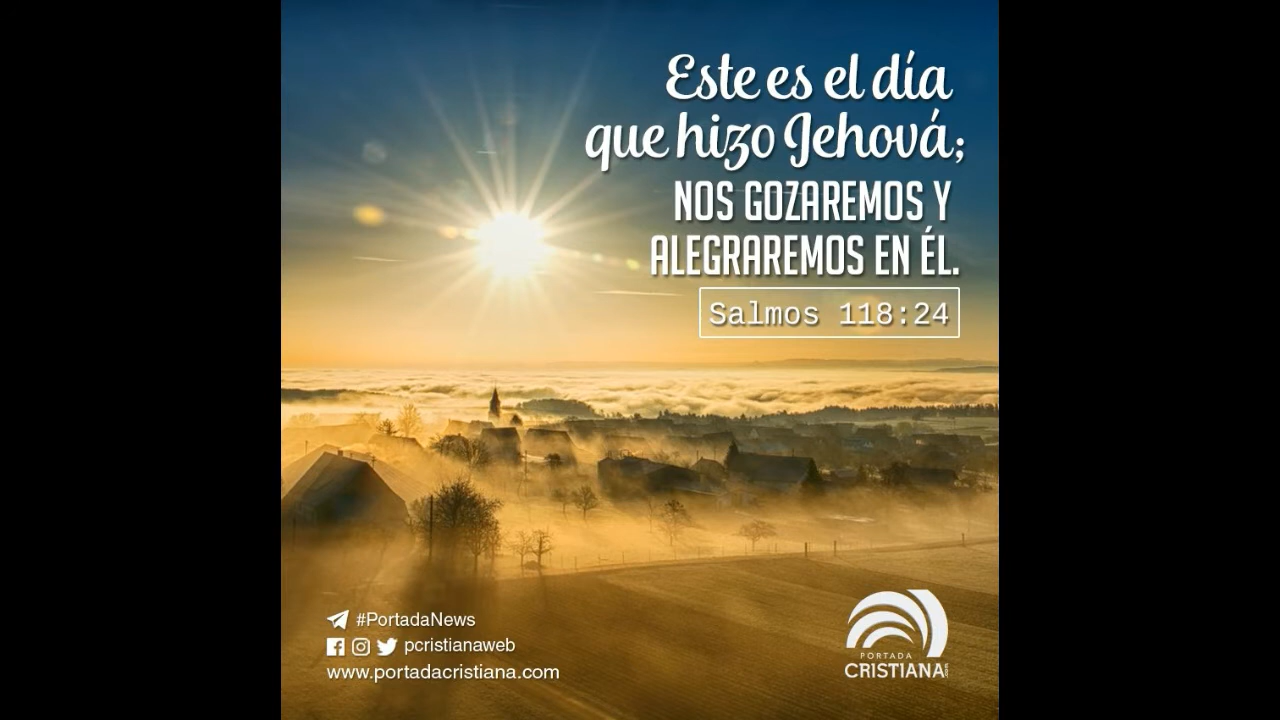 Este es el día
que hizo Jehová;
NOS GOZAREMOS Y
ALEGRAREMOS EN ÉL.
Salmos 118:24
#PortadaNews
pcristianaweb
www.portadacristiana.com
PORTADA
CRISTIANA.com